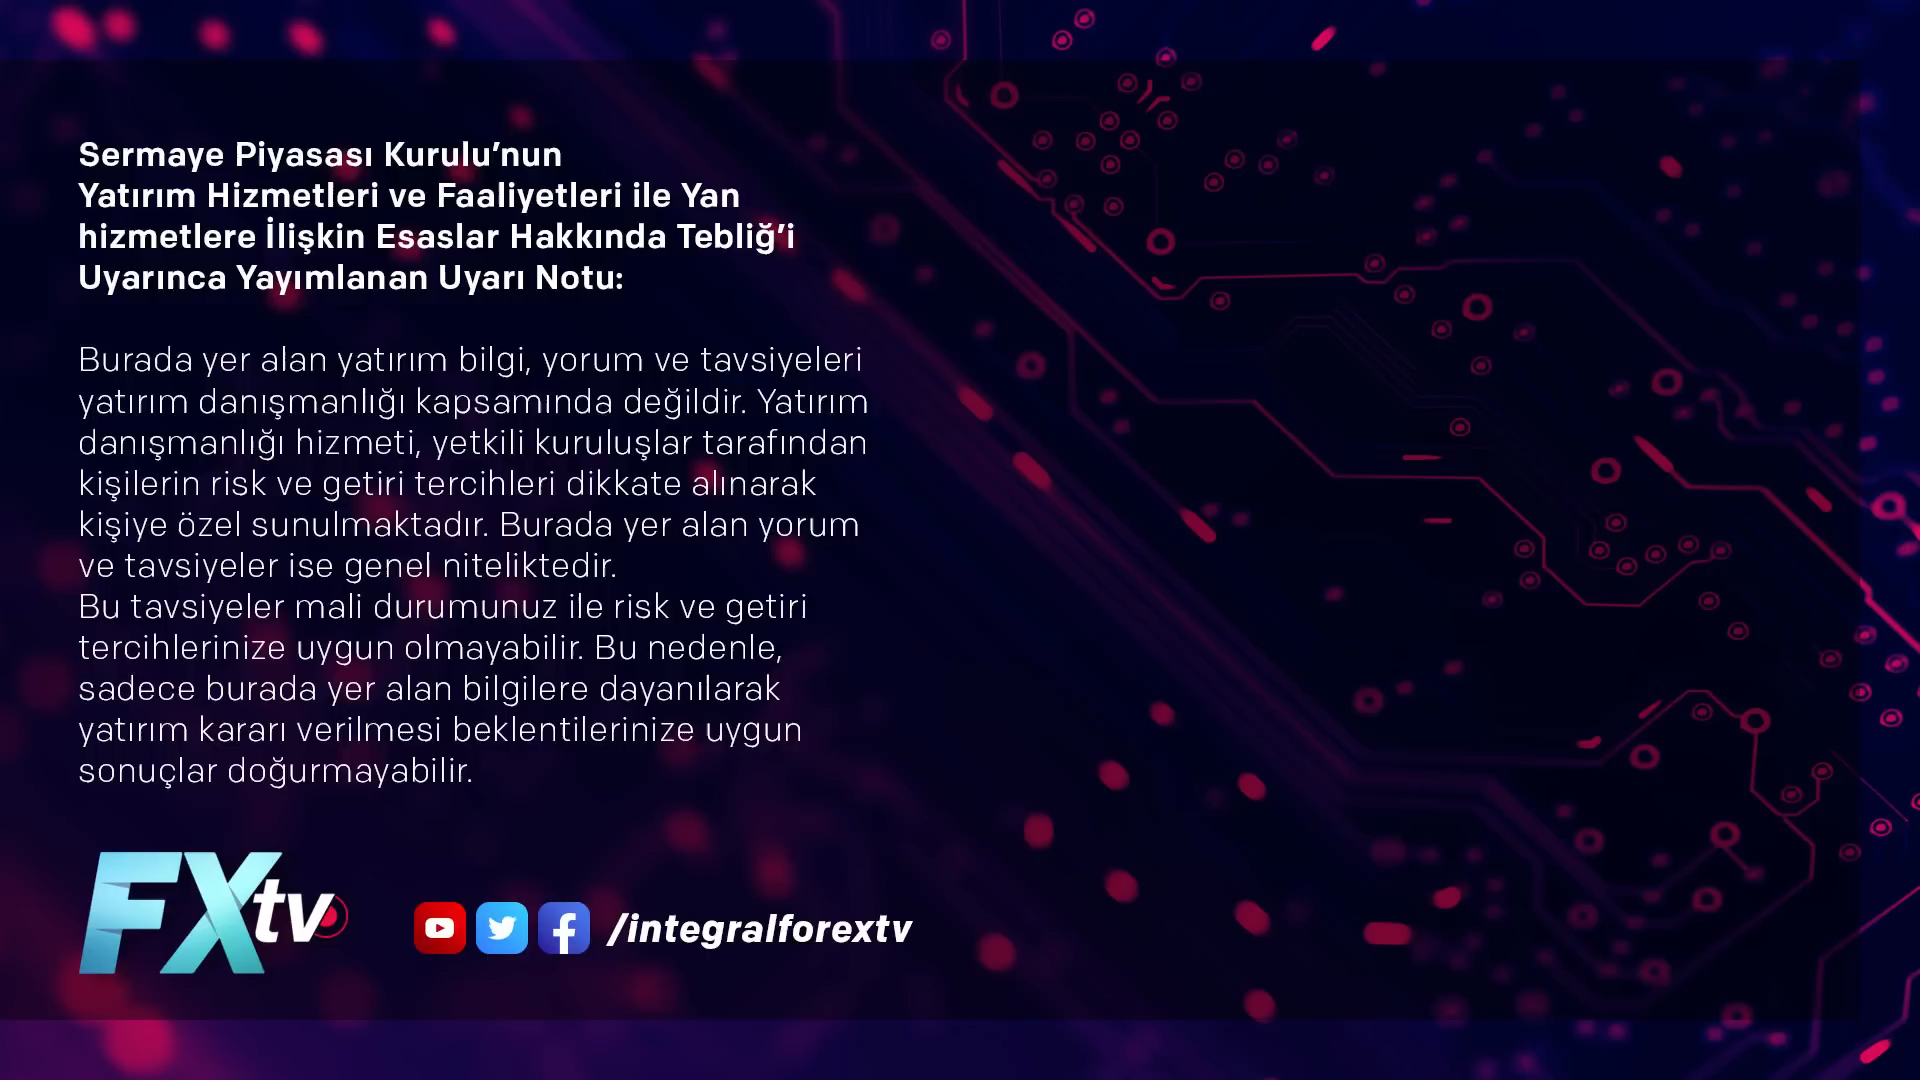 Sermaye Piyasası Kurulu’nun
Yatırım Hizmetleri ve Faaliyetleri ile Yan
hizmetlere İlişkin Esaslar Hakkında Tebliğ’i
Uyarınca Yayımlanan Uyarı Notu:
Burada yer alan yatırım bilgi, yorum ve tavsiyeleri
yatırım danışmanlığı kapsamında değildir. Yatırım
danışmanlığı hizmeti, yetkili kuruluşlar tarafından
kişilerin risk ve getiri tercihleri dikkate alınarak
kişiye özel sunulmaktadır. Burada yer alan yorum
ve tavsiyeler ise genel niteliktedir.
Bu tavsiyeler mali durumunuz ile risk ve getiri
tercihlerinize uygun olmayabilir. Bu nedenle,
sadece burada yer alan bilgilere dayanılarak
yatırım kararı verilmesi beklentilerinize uygun
sonuçlar doğurmayabilir.
FXtv
/integralforextv